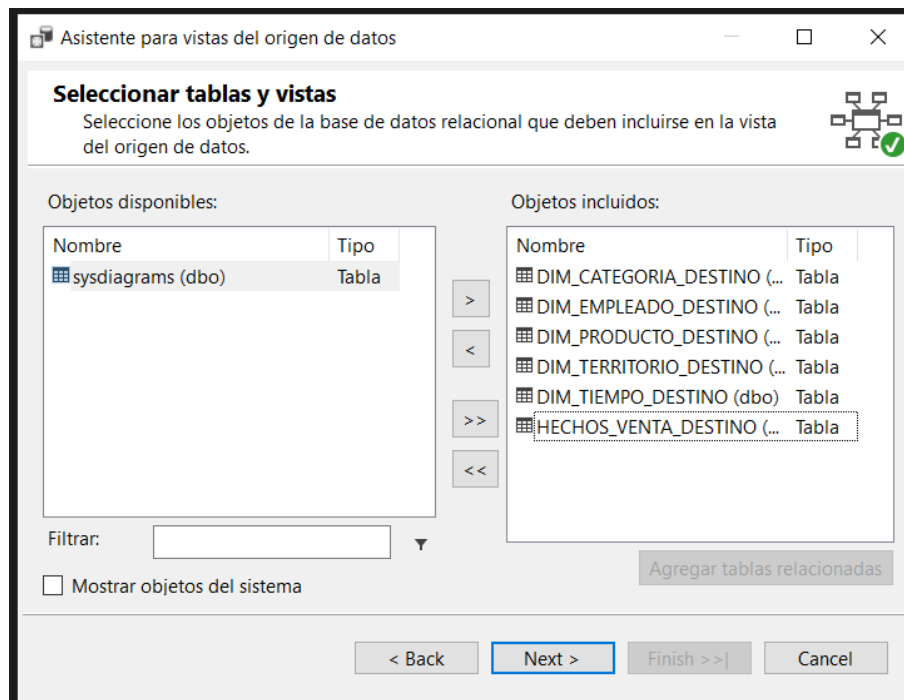 Asistente para vistas del origen de datos
Seleccionar tablas y vistas
Seleccione los objetos de la base de datos relacional que deben incluirse en la vista
del origen de datos.
Objetos disponibles:
Nombre Tipo
sysdiagrams (dbo) Tabla
Filtrar:
Mostrar objetos del sistema
>
<
>>
<<
Objetos incluidos:
Nombre Tipo
DIM_CATEGORIA_DESTINO (... Tabla
DIM_EMPLEADO_DESTINO (... Tabla
DIM_PRODUCTO_DESTINO (... Tabla
DIM_TERRITORIO_DESTINO (... Tabla
DIM_TIEMPO_DESTINO (dbo) Tabla
HECHOS_VENTA_DESTINO (... Tabla
Agregar tablas relacionadas
< Back Next > Finish >>| Cancel